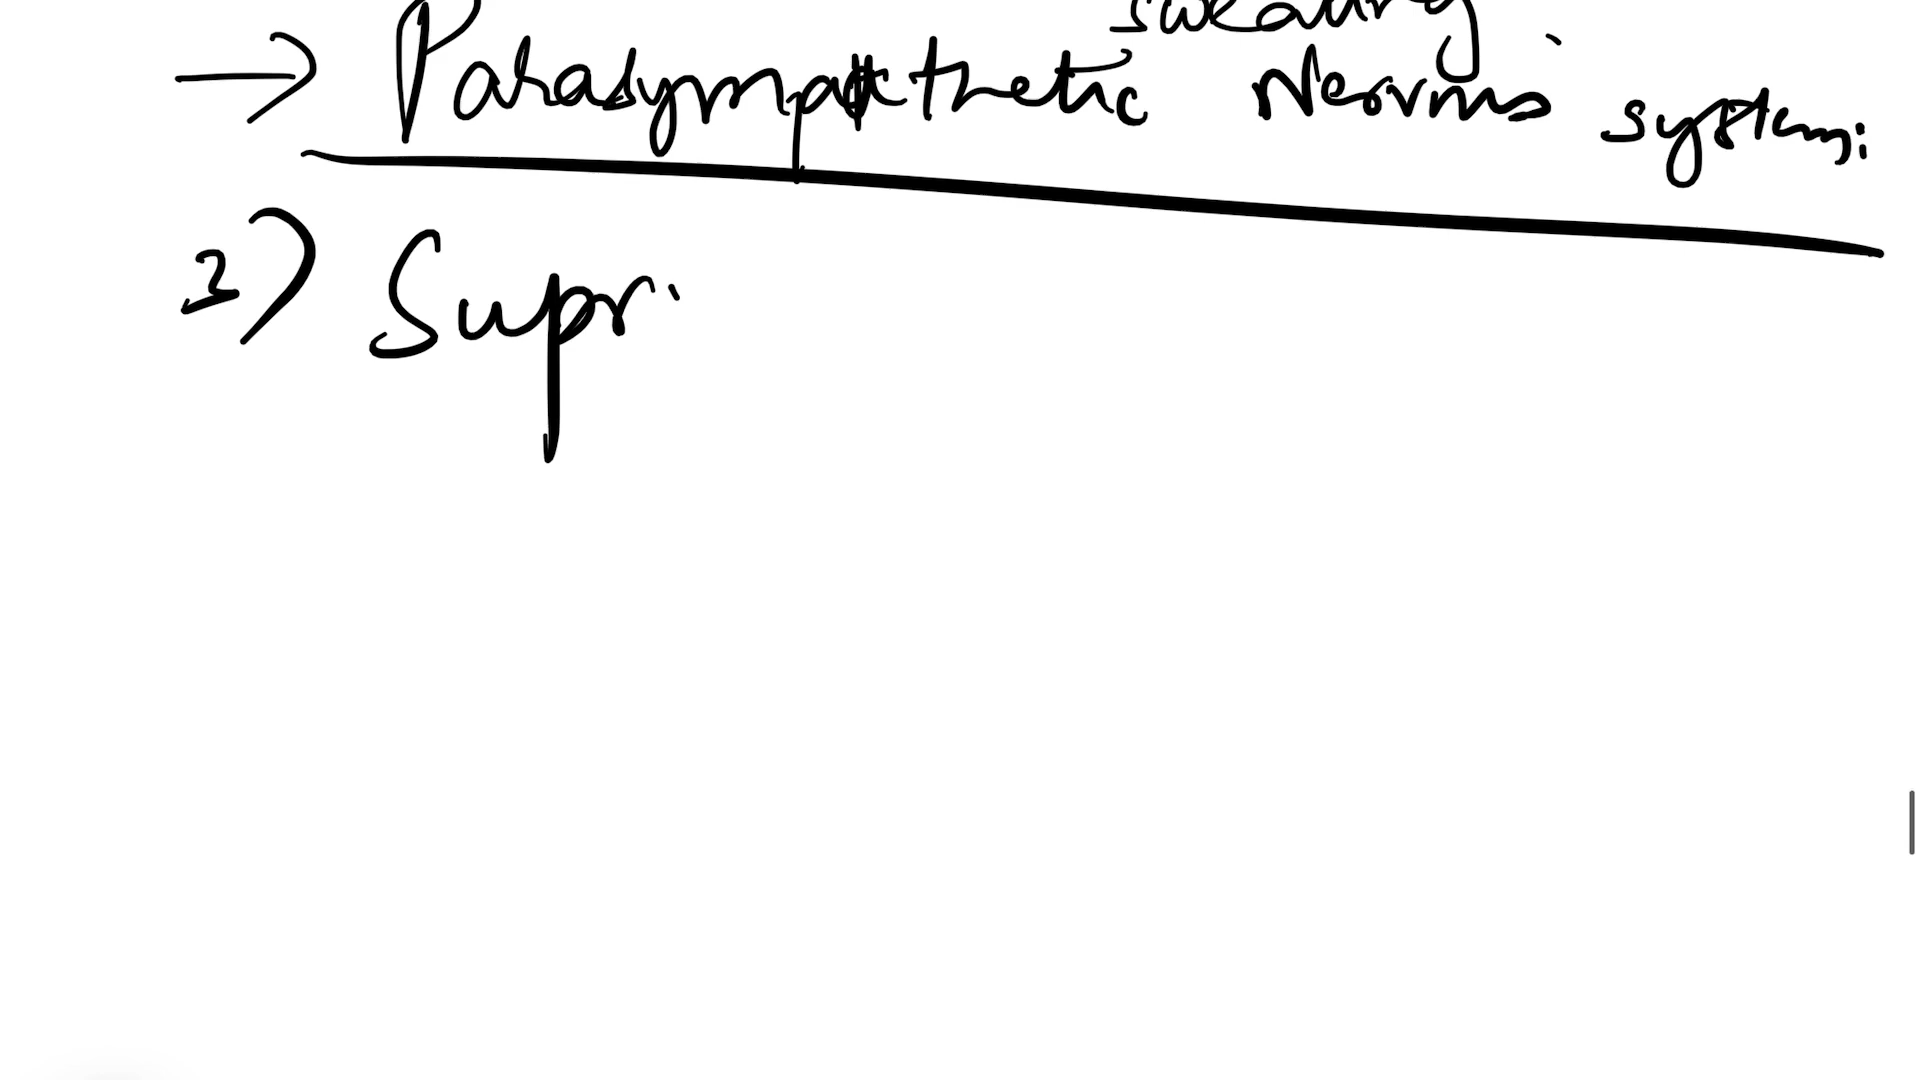 sweating
→ Parasympathetic Nervous system:
2) Supr